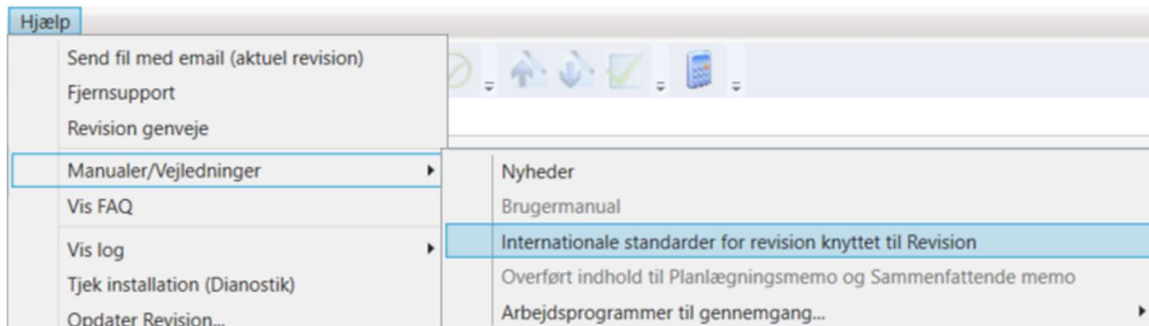 Hjælp
Send fil med email (aktuel revision)
Fjernsupport
Revision genveje
Manualer/Vejledninger
Vis FAQ
Vis log
Tjek installation (Dianostik)
Opdater Revision...
Nyheder
Brugermanual
Internationale standarder for revision knyttet til Revision
Overført indhold til Planlægningsmemo og Sammenfattende memo
Arbejdsprogrammer til gennemgang...